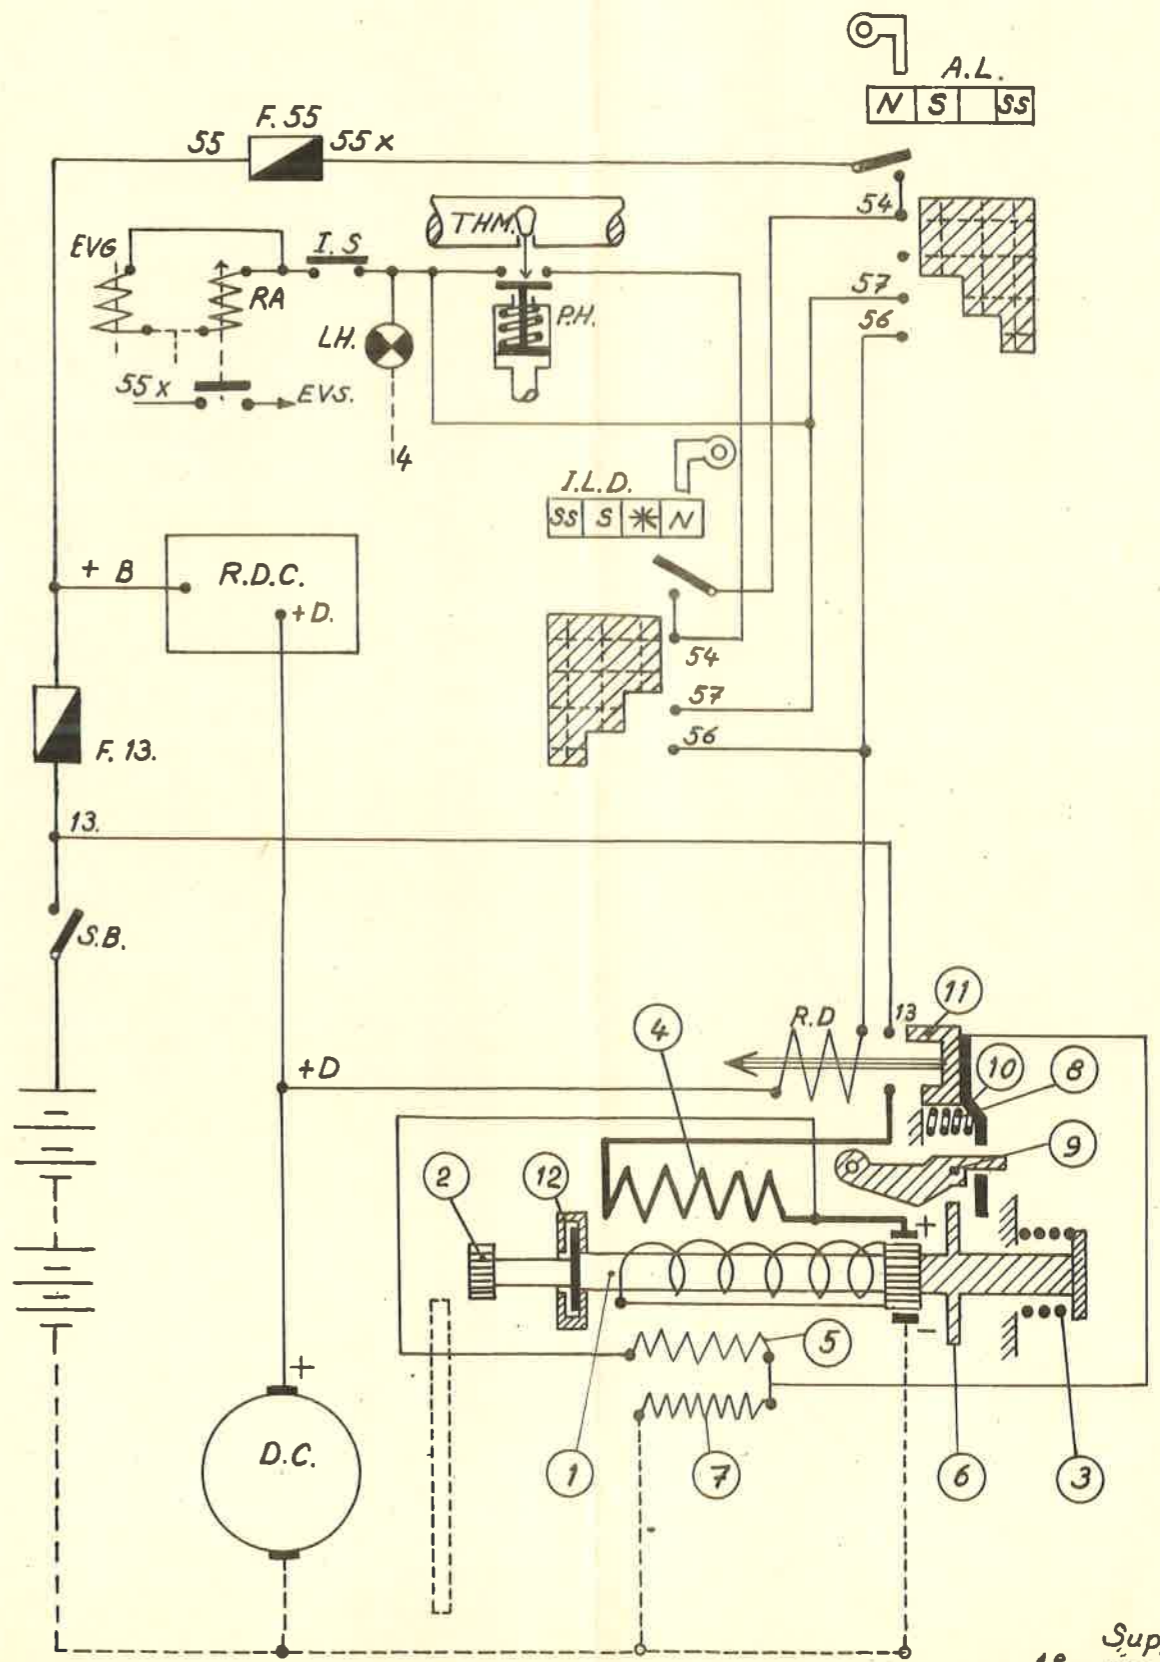 A.L.
N S SS
F. 55
55 55 x
54
THM.
EVG I. S
RA P.H. 57
LH. 56
55 x EVS.
4
I.L.D.
SS S ✳ N
+ B R.D.C.
+D.
54
57
56
F. 13.
13.
S.B.
11
R.D 13
4
10 8
+D
9
2 12
+
-
5
+
D.C.
1 7 6 3
Sup